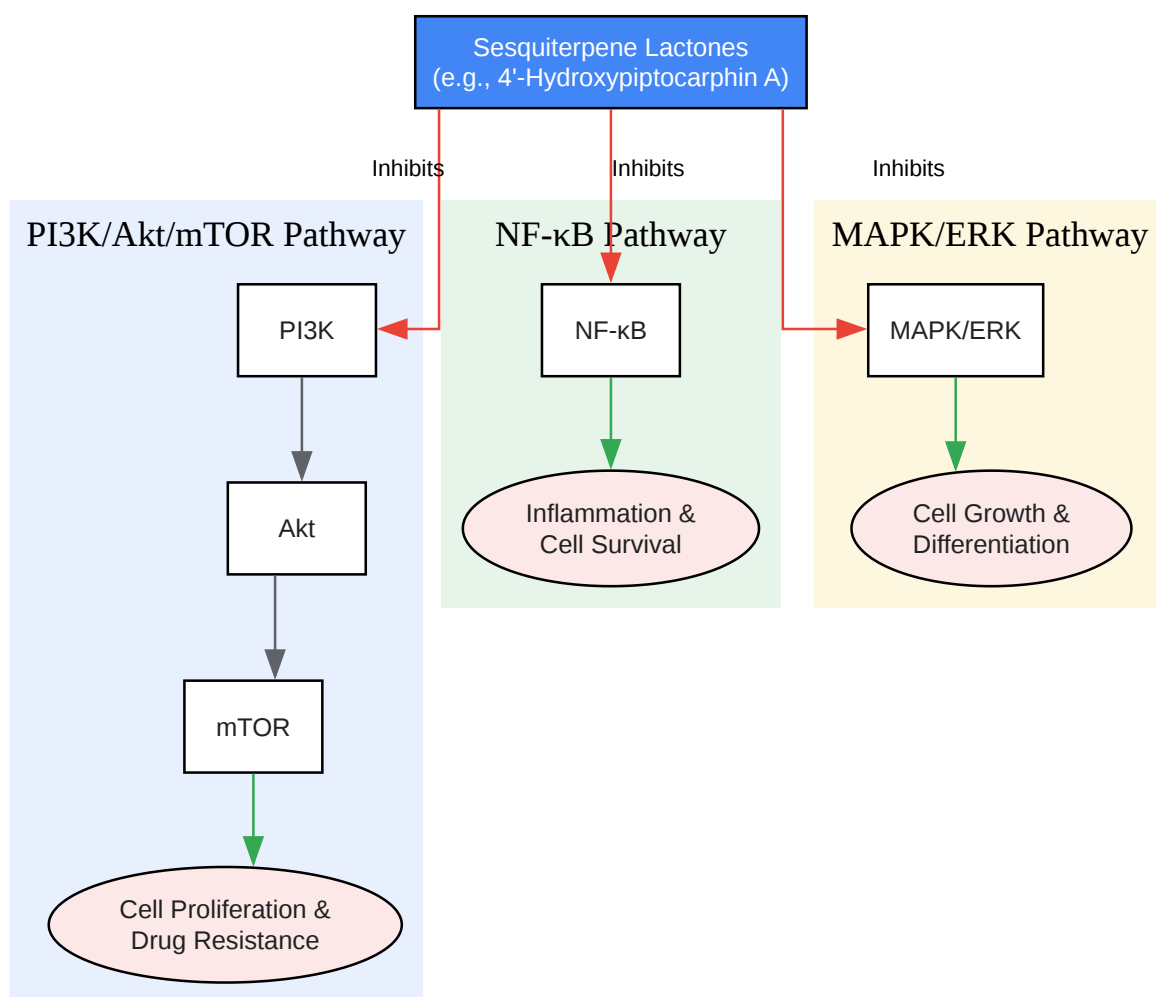 Sesquiterpene Lactones
(e.g., 4'-Hydroxypiptocarphin A)
Inhibits
Inhibits
Inhibits
PI3K/Akt/mTOR Pathway
NF-κB Pathway
MAPK/ERK Pathway
PI3K
NF-κB
MAPK/ERK
Akt
Inflammation &
Cell Survival
Cell Growth &
Differentiation
mTOR
Cell Proliferation &
Drug Resistance